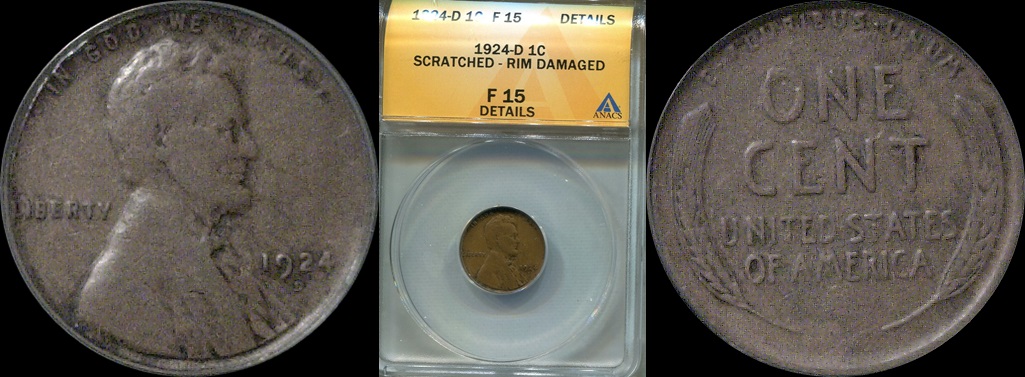 IN GOD WE TRUST
LIBERTY
1924
D
1924-D 1C F 15 DETAILS
1924-D 1C
SCRATCHED - RIM DAMAGED
F 15
DETAILS
ANACS
E PLURIBUS UNUM
ONE
CENT
UNITED STATES
OF AMERICA